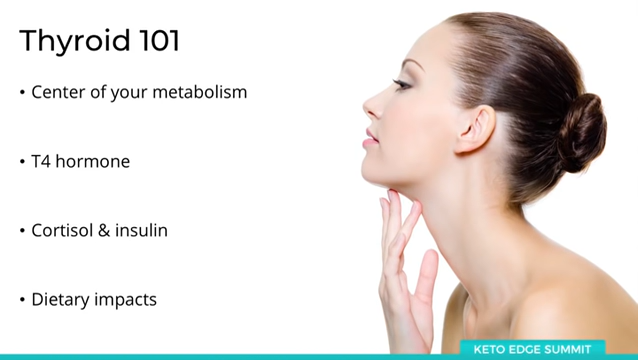 Thyroid 101
• Center of your metabolism
• T4 hormone
• Cortisol & insulin
• Dietary impacts
KETO EDGE SUMMIT